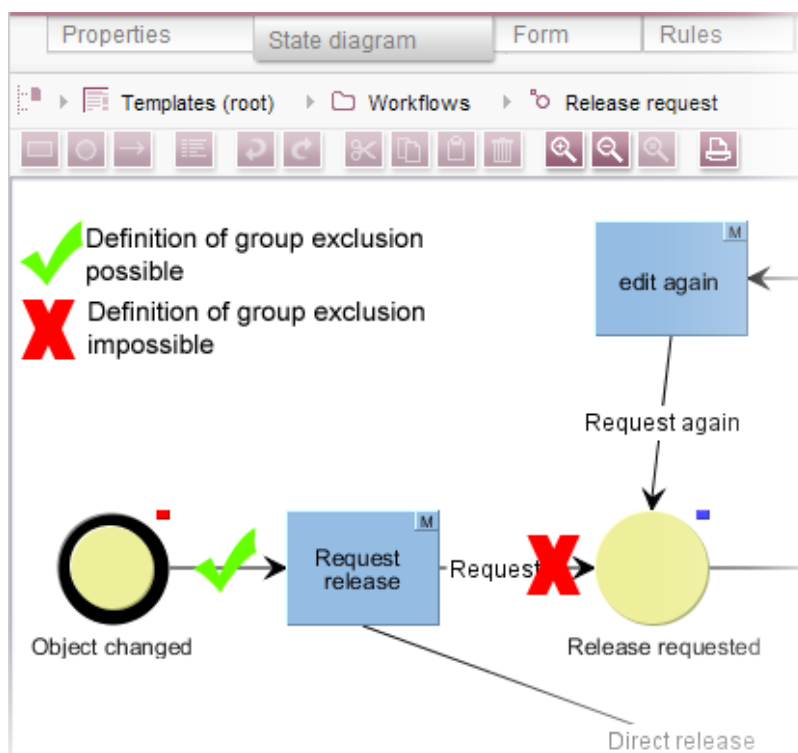 Properties
State diagram
Form
Rules
Templates (root)
Workflows
Release request
Definition of group exclusion
possible
Definition of group exclusion
impossible
M
edit again
Request again
M
Request
release
Request
Object changed
Release requested
Direct release